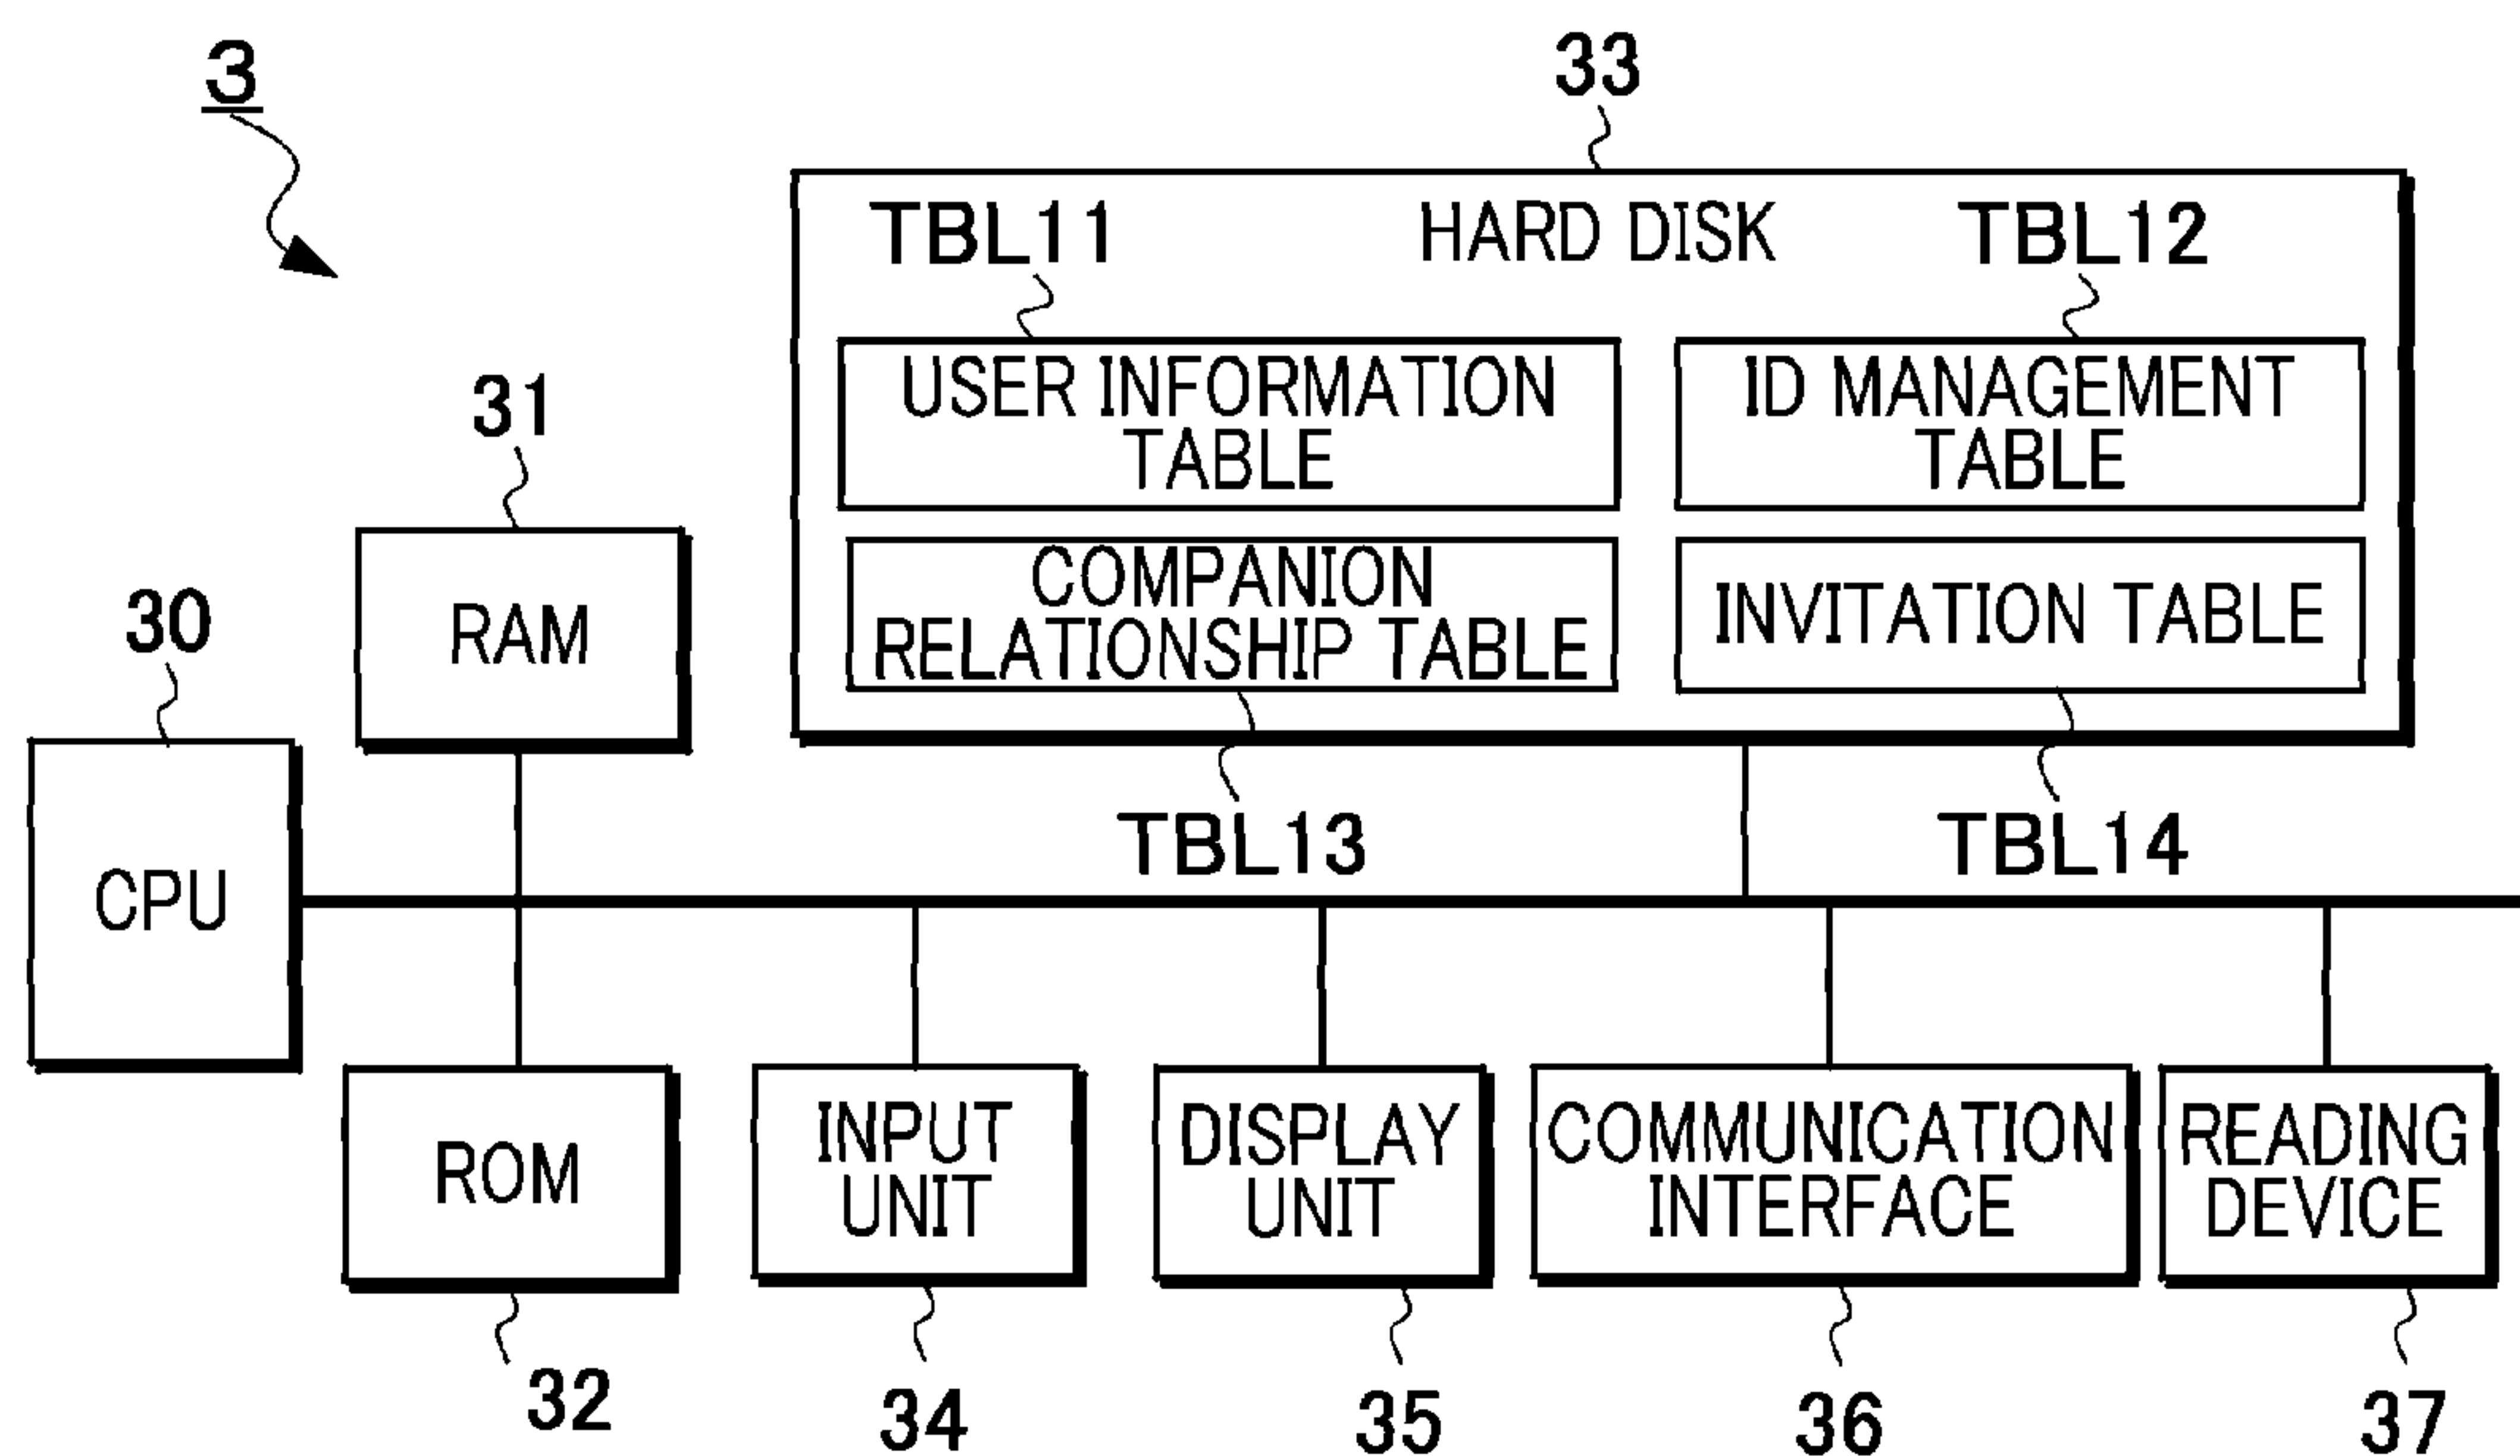 3
33
TBL11
HARD DISK
TBL12
USER INFORMATION
TABLE
ID MANAGEMENT
TABLE
31
COMPANION
RELATIONSHIP TABLE
INVITATION TABLE
30
RAM
TBL13
TBL14
CPU
ROM
INPUT
UNIT
DISPLAY
UNIT
COMMUNICATION
INTERFACE
READING
DEVICE
32
34
35
36
37